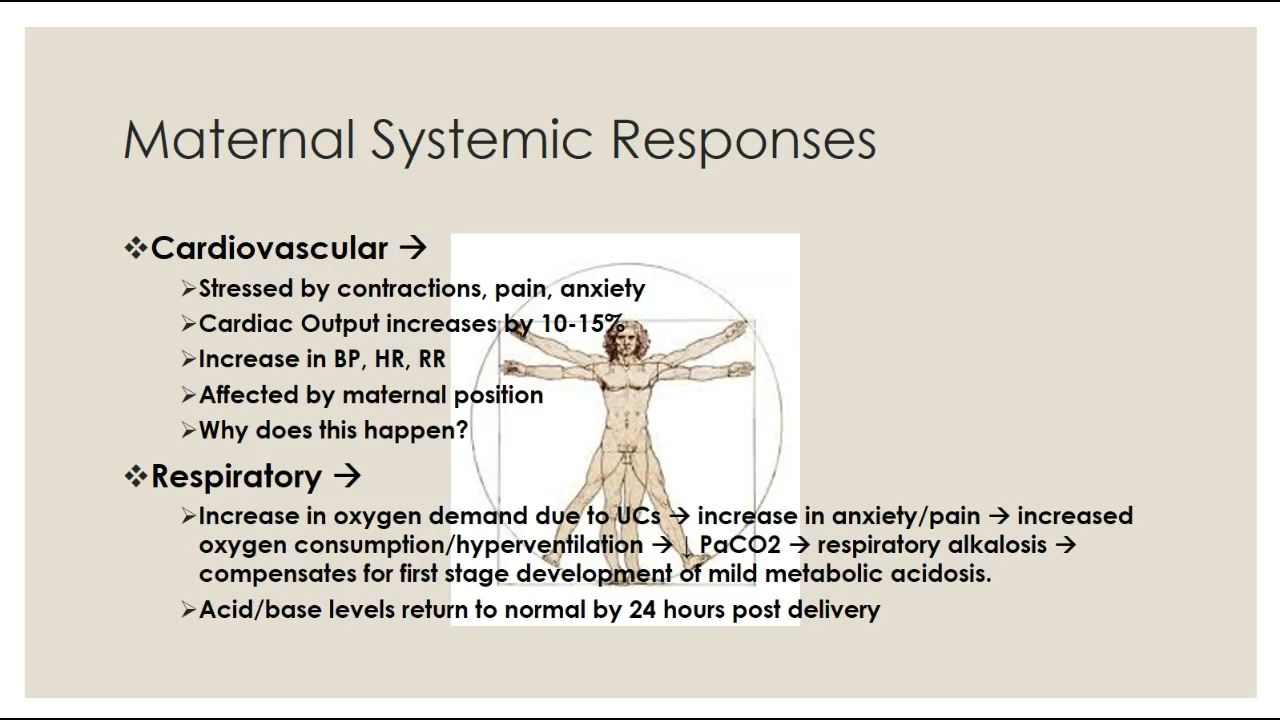 Maternal Systemic Responses
❖Cardiovascular →
➢Stressed by contractions, pain, anxiety
➢Cardiac Output increases by 10-15%
➢Increase in BP, HR, RR
➢Affected by maternal position
➢Why does this happen?
❖Respiratory →
➢Increase in oxygen demand due to UCs → increase in anxiety/pain → increased
oxygen consumption/hyperventilation → ↓ PaCO2 → respiratory alkalosis →
compensates for first stage development of mild metabolic acidosis.
➢Acid/base levels return to normal by 24 hours post delivery